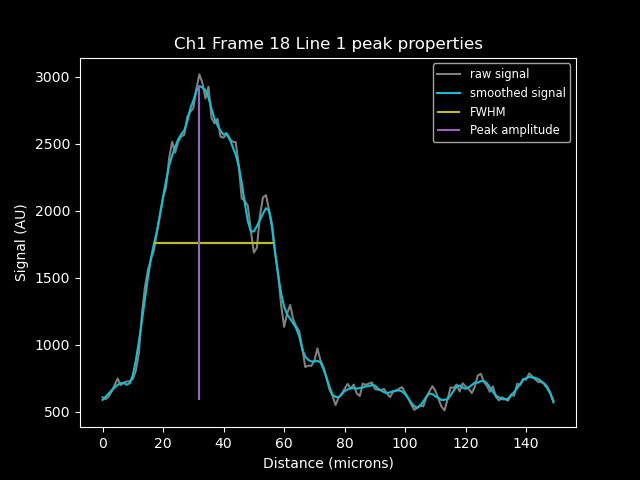 Ch1 Frame 18 Line 1 peak properties
raw signal
smoothed signal
FWHM
Peak amplitude
3000
2500
2000
1500
1000
500
Signal (AU)
0 20 40 60 80 100 120 140
Distance (microns)